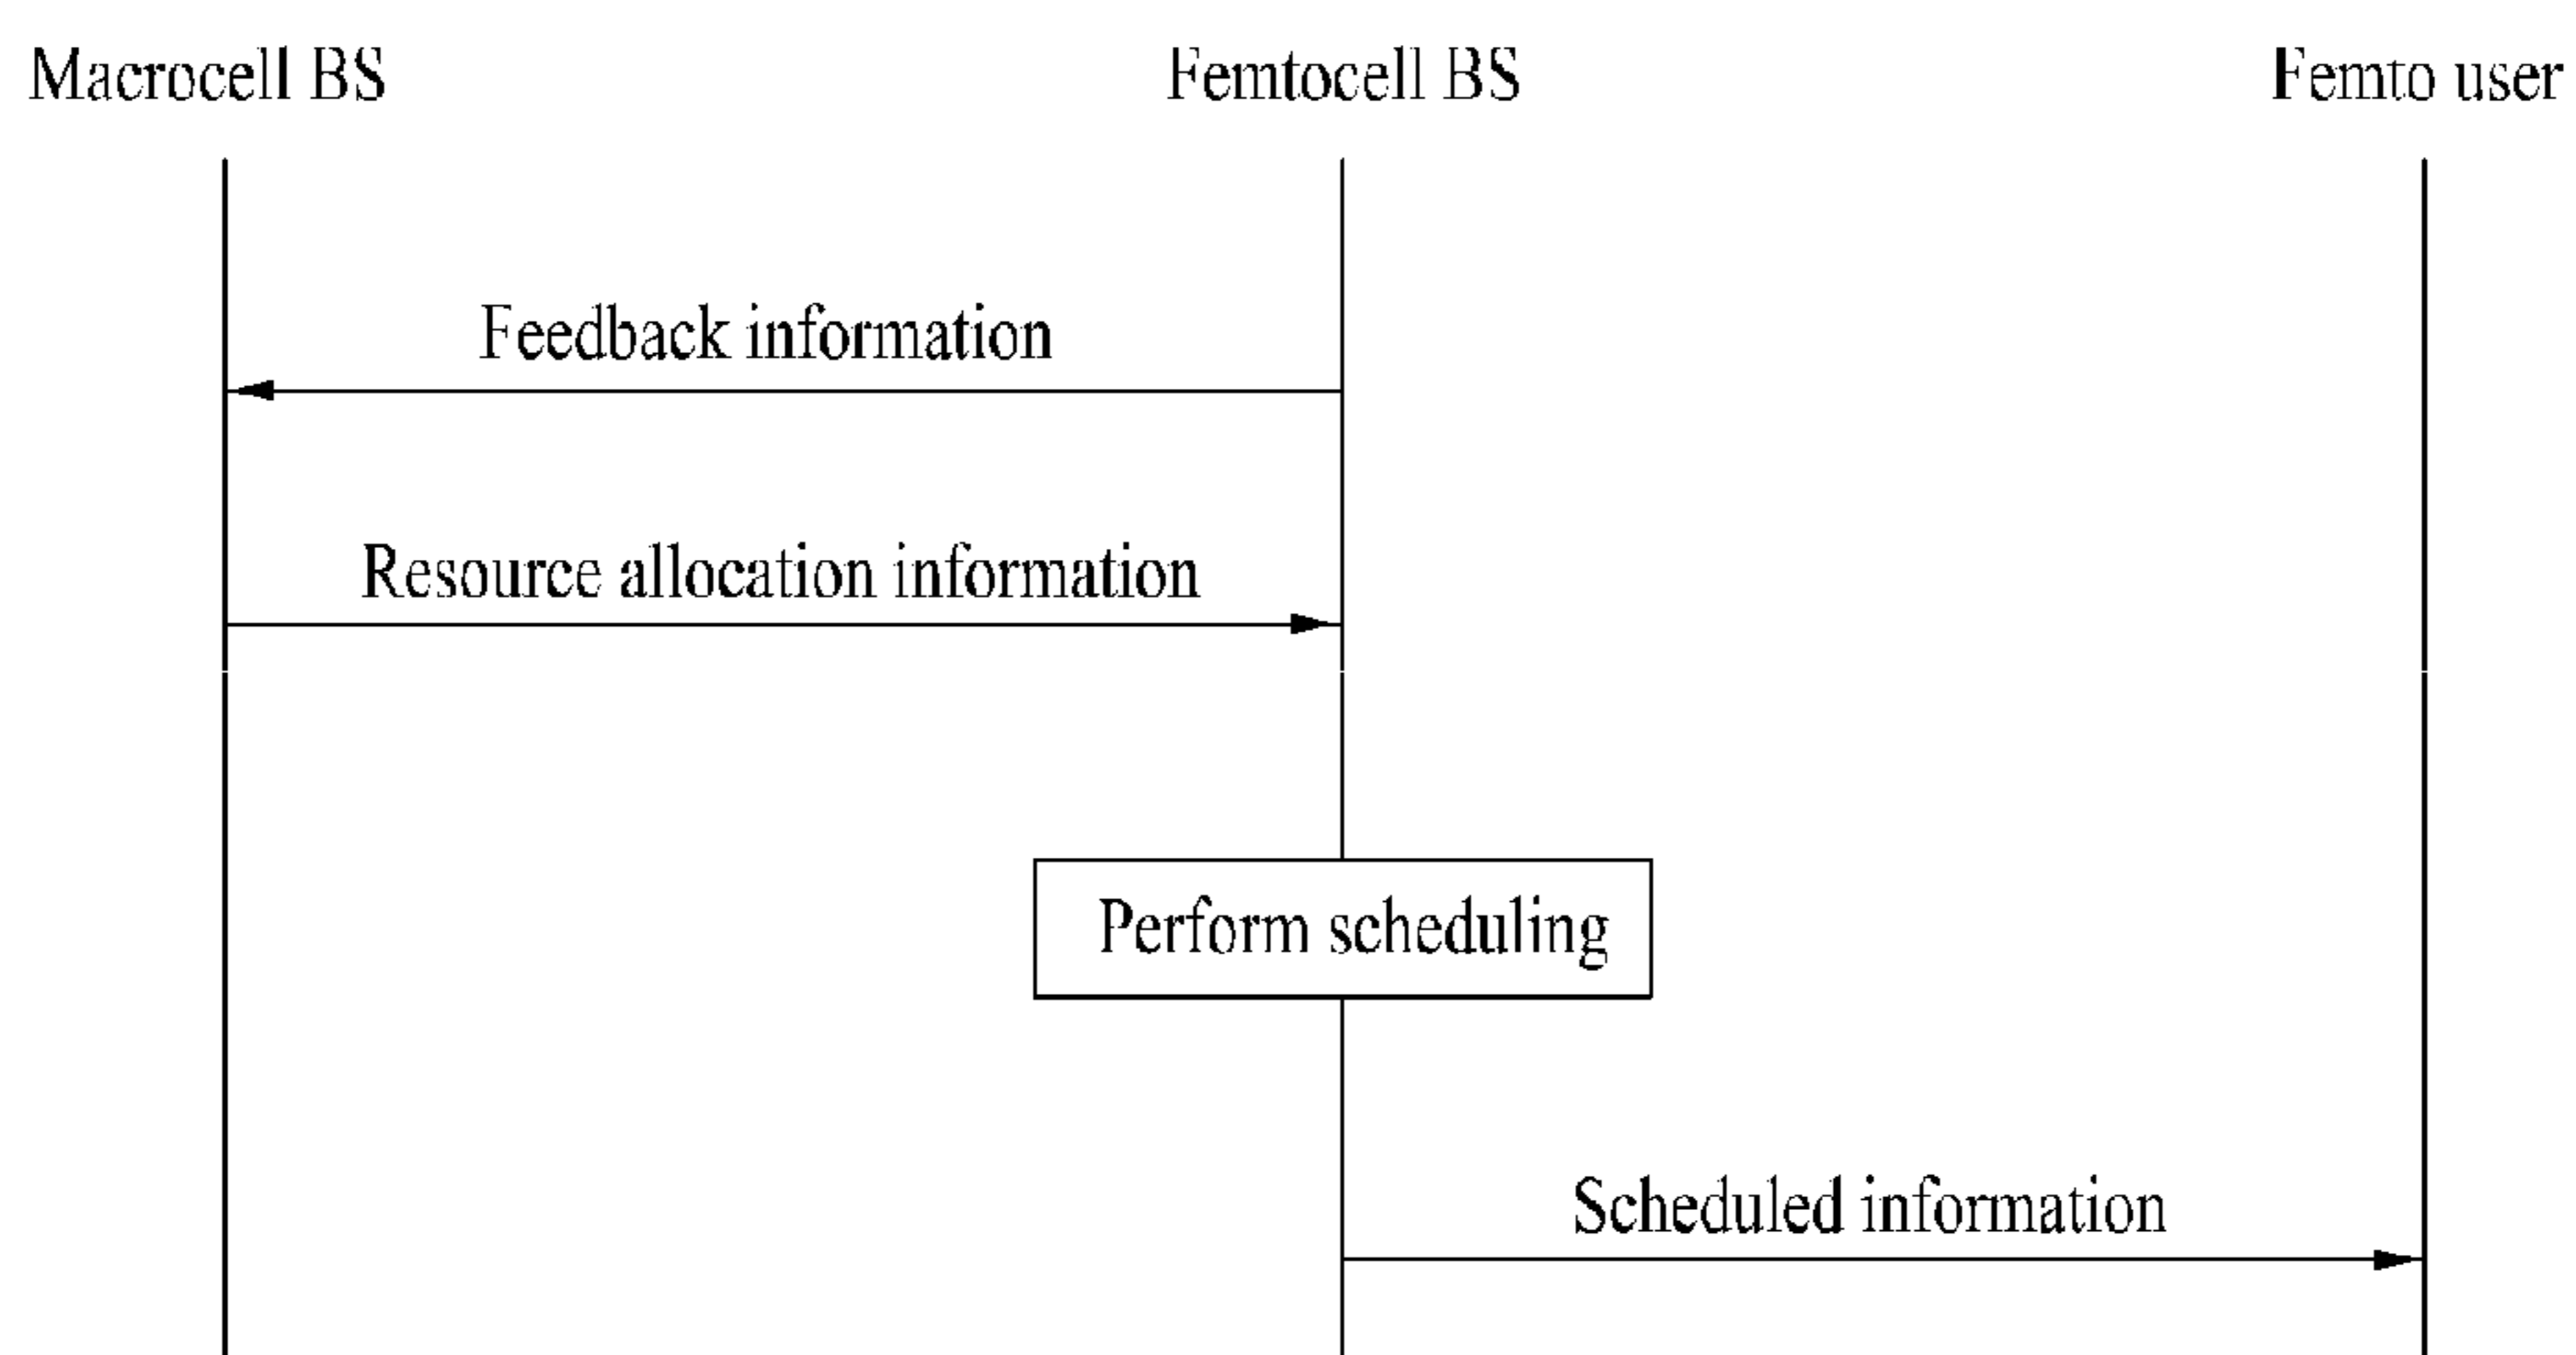 Macrocell BS
Femtocell BS
Femto user
Feedback information
Resource allocation information
Perform scheduling
Scheduled information